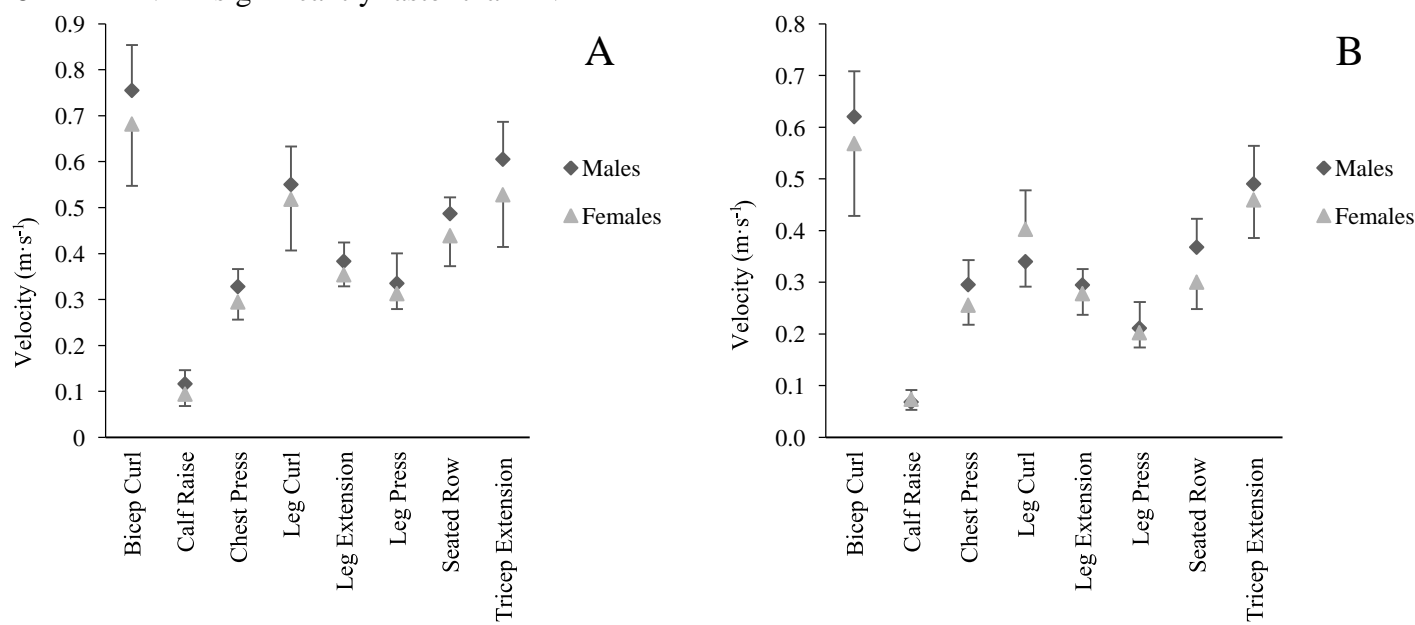 A
0.9
0.8
0.7
0.6
0.5
0.4
0.3
0.2
0.1
0
Velocity (m·s-1)
Males
Females
Bicep Curl
Calf Raise
Chest Press
Leg Curl
Leg Extension
Leg Press
Seated Row
Tricep Extension
B
0.8
0.7
0.6
0.5
0.4
0.3
0.2
0.1
0.0
Velocity (m·s-1)
Males
Females
Bicep Curl
Calf Raise
Chest Press
Leg Curl
Leg Extension
Leg Press
Seated Row
Tricep Extension